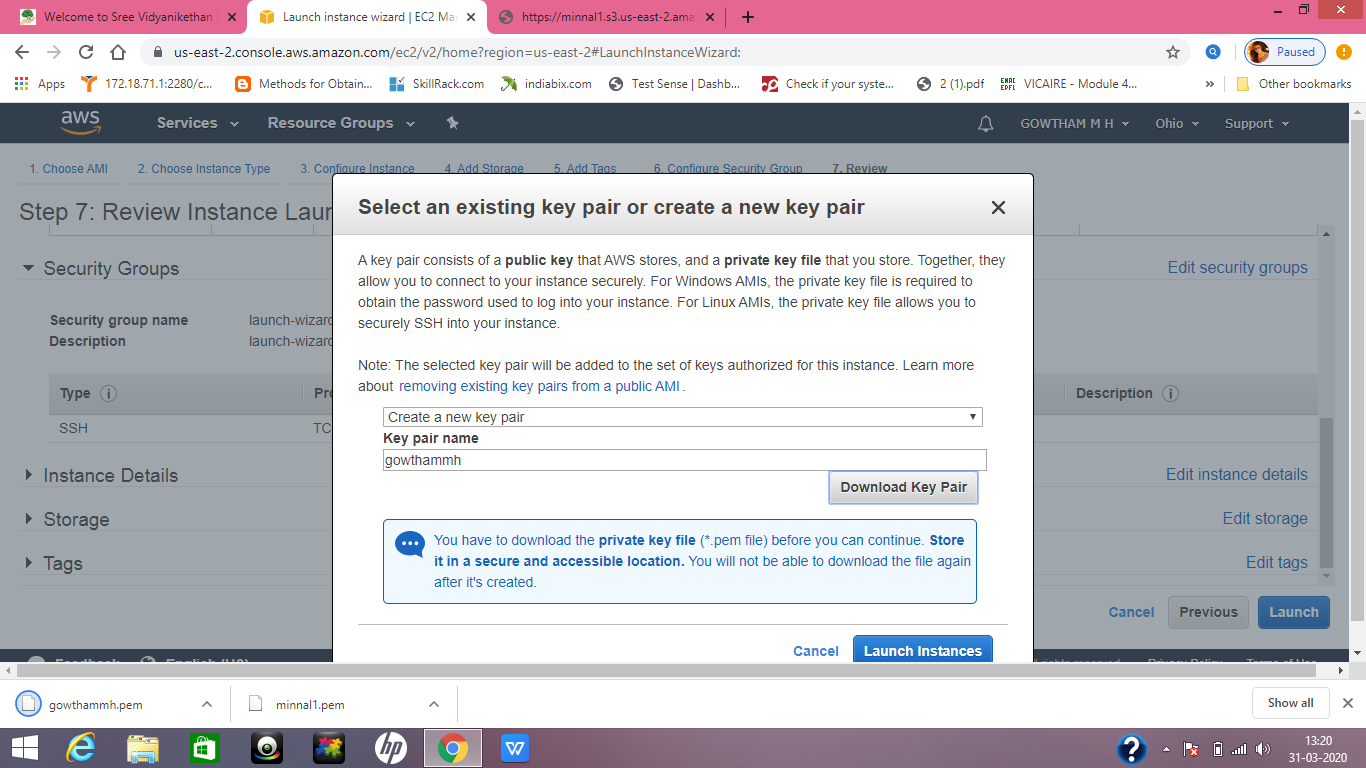 Welcome to Sree Vidyanikethan
Launch instance wizard | EC2 Mar
https://minnal1.s3.us-east-2.ama
us-east-2.console.aws.amazon.com/ec2/v2/home?region=us-east-2#LaunchInstanceWizard:
Paused
Apps
172.18.71.1:2280/c...
Methods for Obtain...
SkillRack.com
indiabix.com
Test Sense | Dashb...
Check if your syste...
2 (1).pdf
VICAIRE - Module 4...
»
Other bookmarks
aws
Services
Resource Groups
GOWTHAM M H
Ohio
Support
1. Choose AMI
2. Choose Instance Type
3. Configure Instance
4. Add Storage
5. Add Tags
6. Configure Security Group
7. Review
Step 7: Review Instance Laun
Security Groups
Edit security groups
Security group name
launch-wizard
Description
launch-wizard
Type
Pro
Description
SSH
TC
Instance Details
Edit instance details
Storage
Edit storage
Tags
Edit tags
Cancel
Previous
Launch
Select an existing key pair or create a new key pair
A key pair consists of a public key that AWS stores, and a private key file that you store. Together, they
allow you to connect to your instance securely. For Windows AMIs, the private key file is required to
obtain the password used to log into your instance. For Linux AMIs, the private key file allows you to
securely SSH into your instance.
Note: The selected key pair will be added to the set of keys authorized for this instance. Learn more
about removing existing key pairs from a public AMI .
Create a new key pair
Key pair name
gowthammh
Download Key Pair
You have to download the private key file (*.pem file) before you can continue. Store
it in a secure and accessible location. You will not be able to download the file again
after it's created.
Cancel
Launch Instances
Feedback
English (US)
rights reserved.
Privacy Policy
Terms of Use
gowthammh.pem
minnal1.pem
Show all
hp
W
?
13:20
31-03-2020